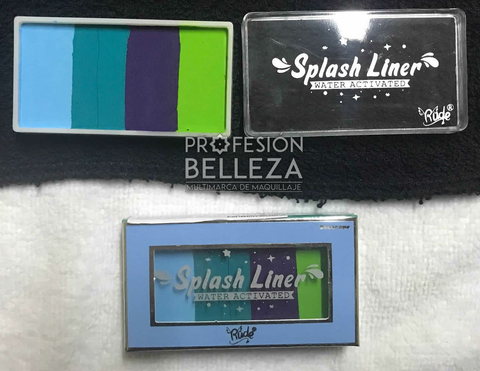 Splash Liner
WATER ACTIVATED
Rude®
PROFESION
BELLEZA
MULTIMARCA DE MAQUILLAJE
Splash Liner
WATER ACTIVATED
Rude®